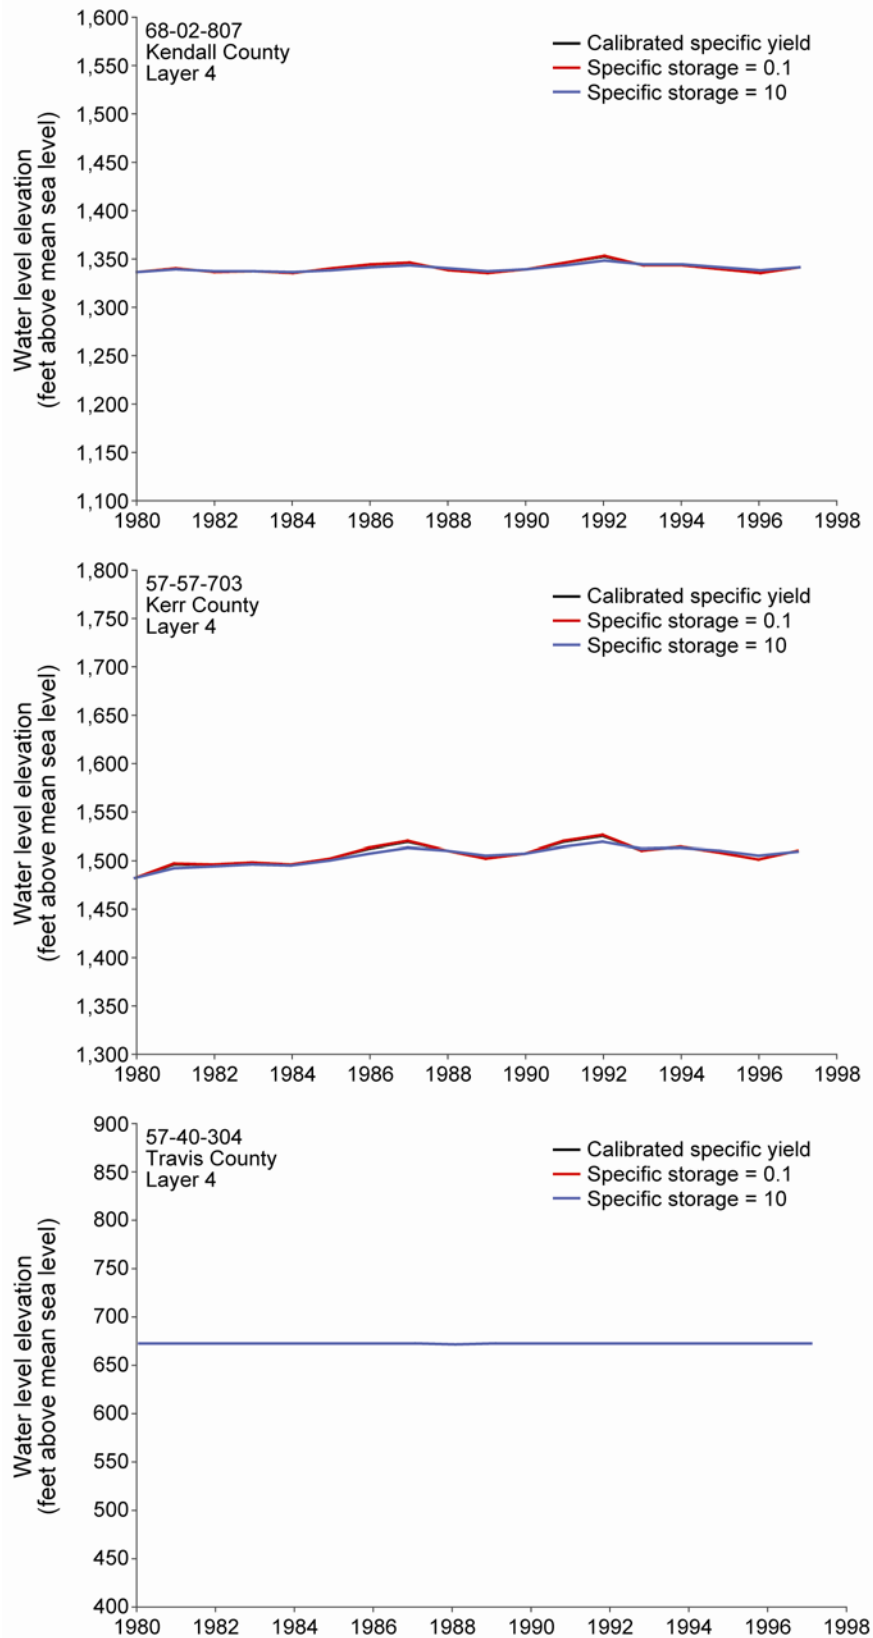 68-02-807
Kendall County
Layer 4
Calibrated specific yield
Specific storage = 0.1
Specific storage = 10
Water level elevation
(feet above mean sea level)
1,600
1,550
1,500
1,450
1,400
1,350
1,300
1,250
1,200
1,150
1,100
1980 1982 1984 1986 1988 1990 1992 1994 1996 1998
57-57-703
Kerr County
Layer 4
Calibrated specific yield
Specific storage = 0.1
Specific storage = 10
Water level elevation
(feet above mean sea level)
1,800
1,750
1,700
1,650
1,600
1,550
1,500
1,450
1,400
1,350
1,300
1980 1982 1984 1986 1988 1990 1992 1994 1996 1998
57-40-304
Travis County
Layer 4
Calibrated specific yield
Specific storage = 0.1
Specific storage = 10
Water level elevation
(feet above mean sea level)
900
850
800
750
700
650
600
550
500
450
400
1980 1982 1984 1986 1988 1990 1992 1994 1996 1998